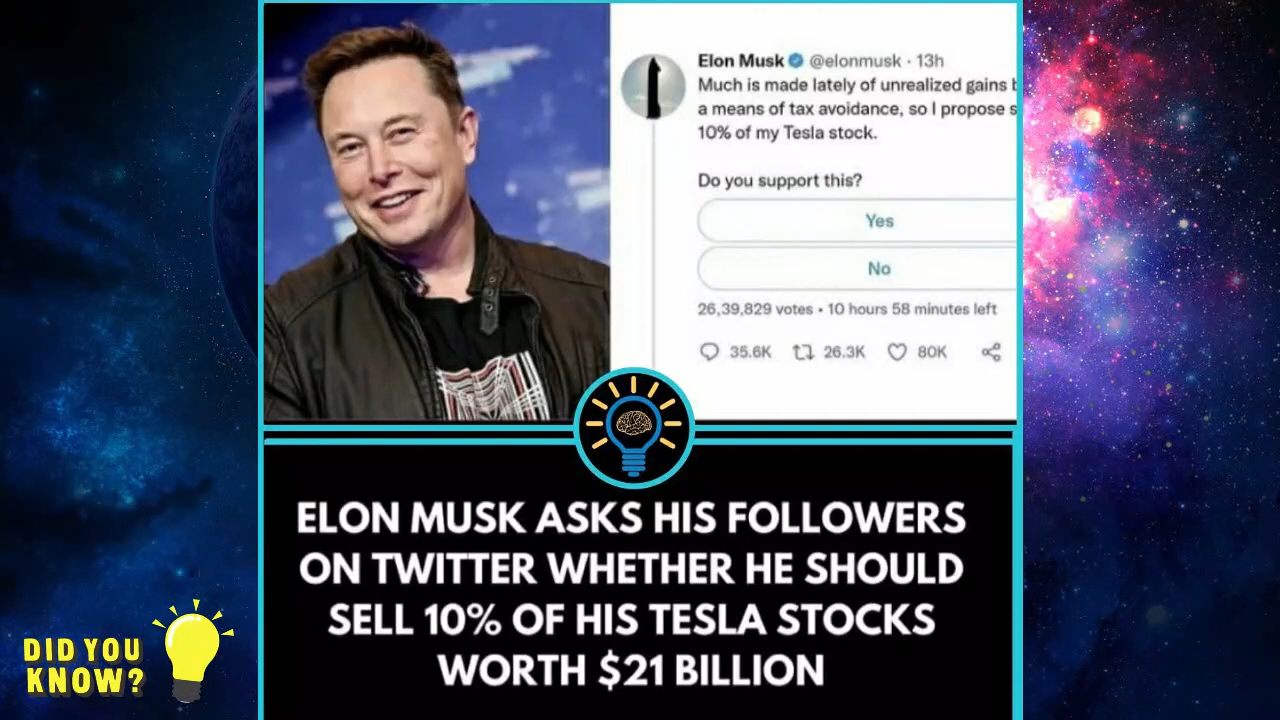 Elon Musk @elonmusk · 13h
Much is made lately of unrealized gains
a means of tax avoidance, so I propose
10% of my Tesla stock.
Do you support this?
Yes
No
26,39,829 votes • 10 hours 58 minutes left
35.6K 26.3K 80K
ELON MUSK ASKS HIS FOLLOWERS
ON TWITTER WHETHER HE SHOULD
SELL 10% OF HIS TESLA STOCKS
WORTH $21 BILLION
DID YOU
KNOW?